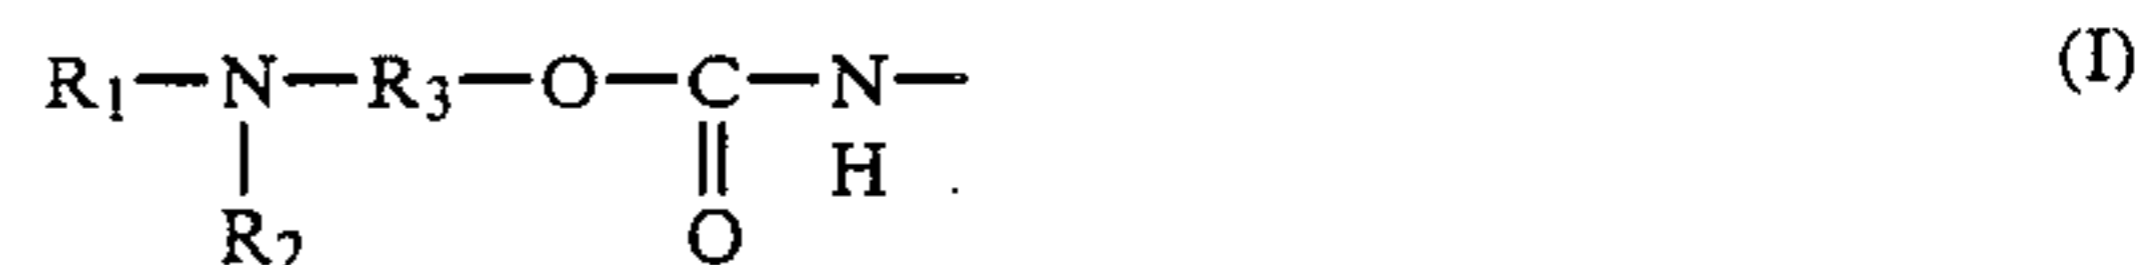 R1—N—R3—O—C—N— (I)
| || H .
R2 O